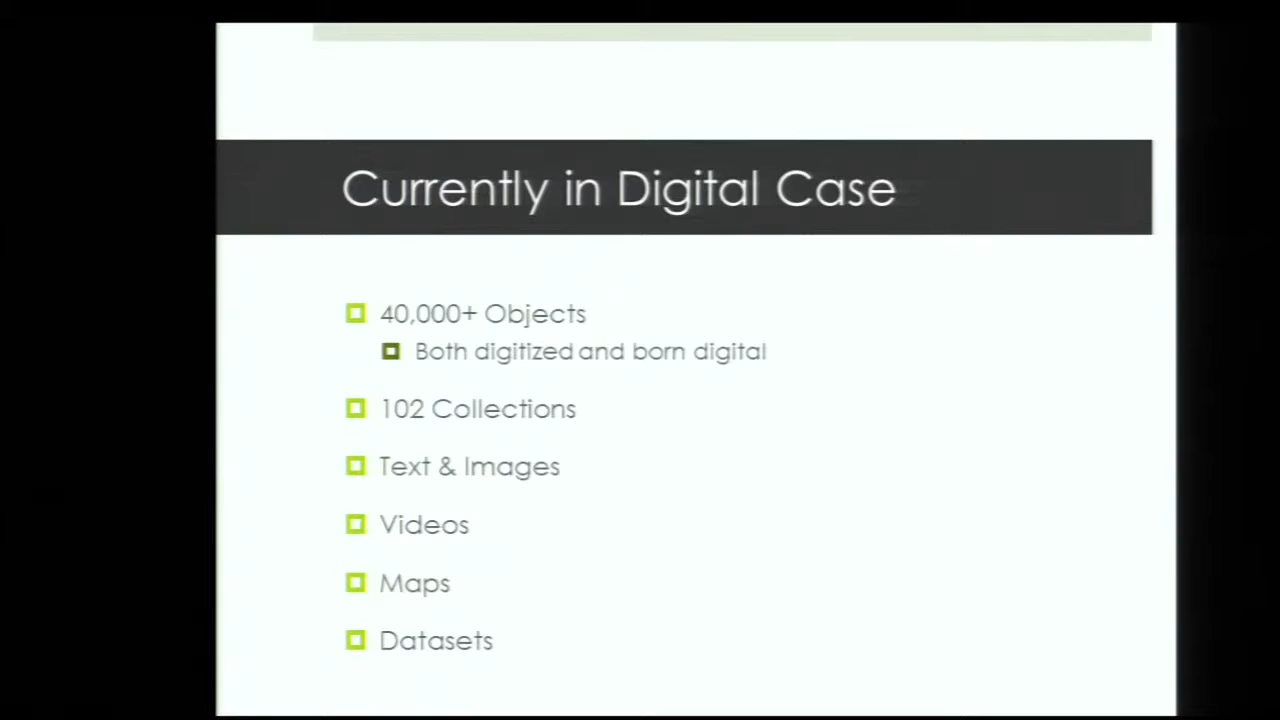 Currently in Digital Case
40,000+ Objects
Both digitized and born digital
102 Collections
Text & Images
Videos
Maps
Datasets